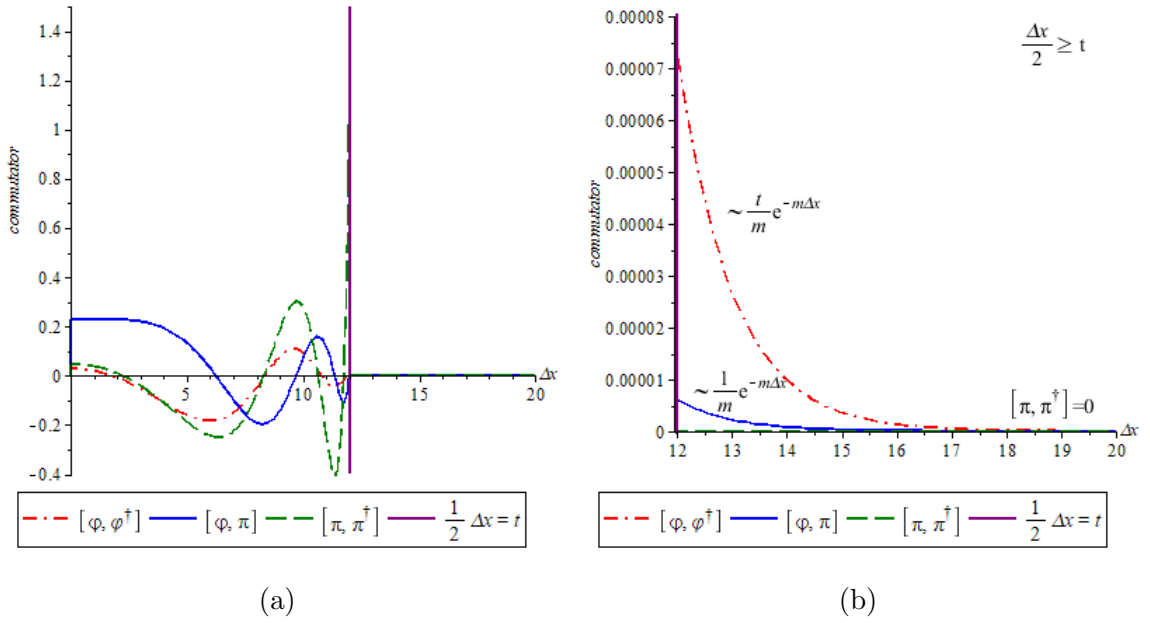 1.4
1.2
1
0.8
0.6
0.4
0.2
0
-0.2
-0.4
commutator
5
10
15
20
Δx
[φ, φ†] [φ, π] [π, π†] 1/2 Δx = t
(a)
0.00008
0.00007
0.00006
0.00005
0.00004
0.00003
0.00002
0.00001
0
commutator
Δx/2 ≥ t
~ t/m e^-mΔx
~ 1/m e^-mΔx
[π, π†]=0
12
13
14
15
16
17
18
19
20
Δx
[φ, φ†] [φ, π] [π, π†] 1/2 Δx = t
(b)